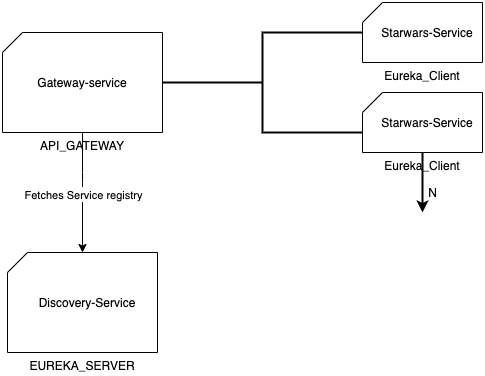 Starwars-Service
Eureka_Client
Gateway-service
API_GATEWAY
Starwars-Service
Eureka_Client
N
Fetches Service registry
Discovery-Service
EUREKA_SERVER